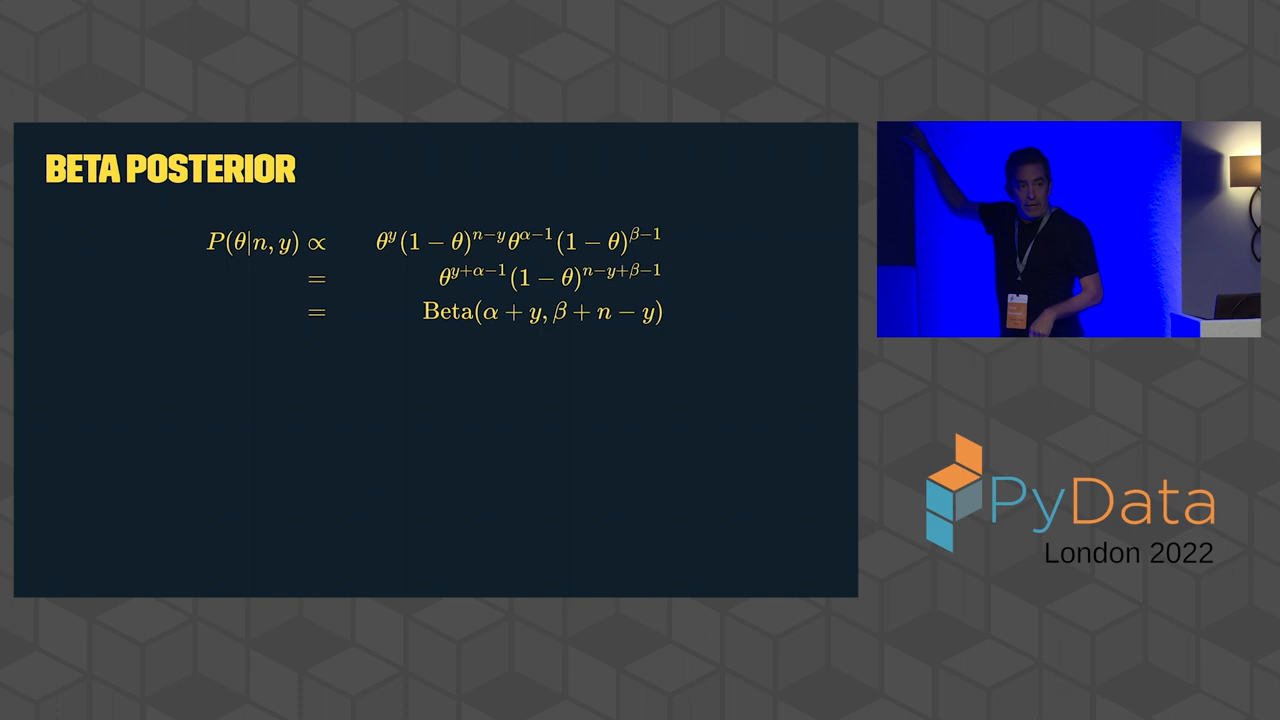 BETA POSTERIOR
P(θ|n, y) ∝ θ^y(1 − θ)^{n−y}θ^{α−1}(1 − θ)^{β−1}
= θ^{y+α−1}(1 − θ)^{n−y+β−1}
= Beta(α + y, β + n − y)
PyData
London 2022